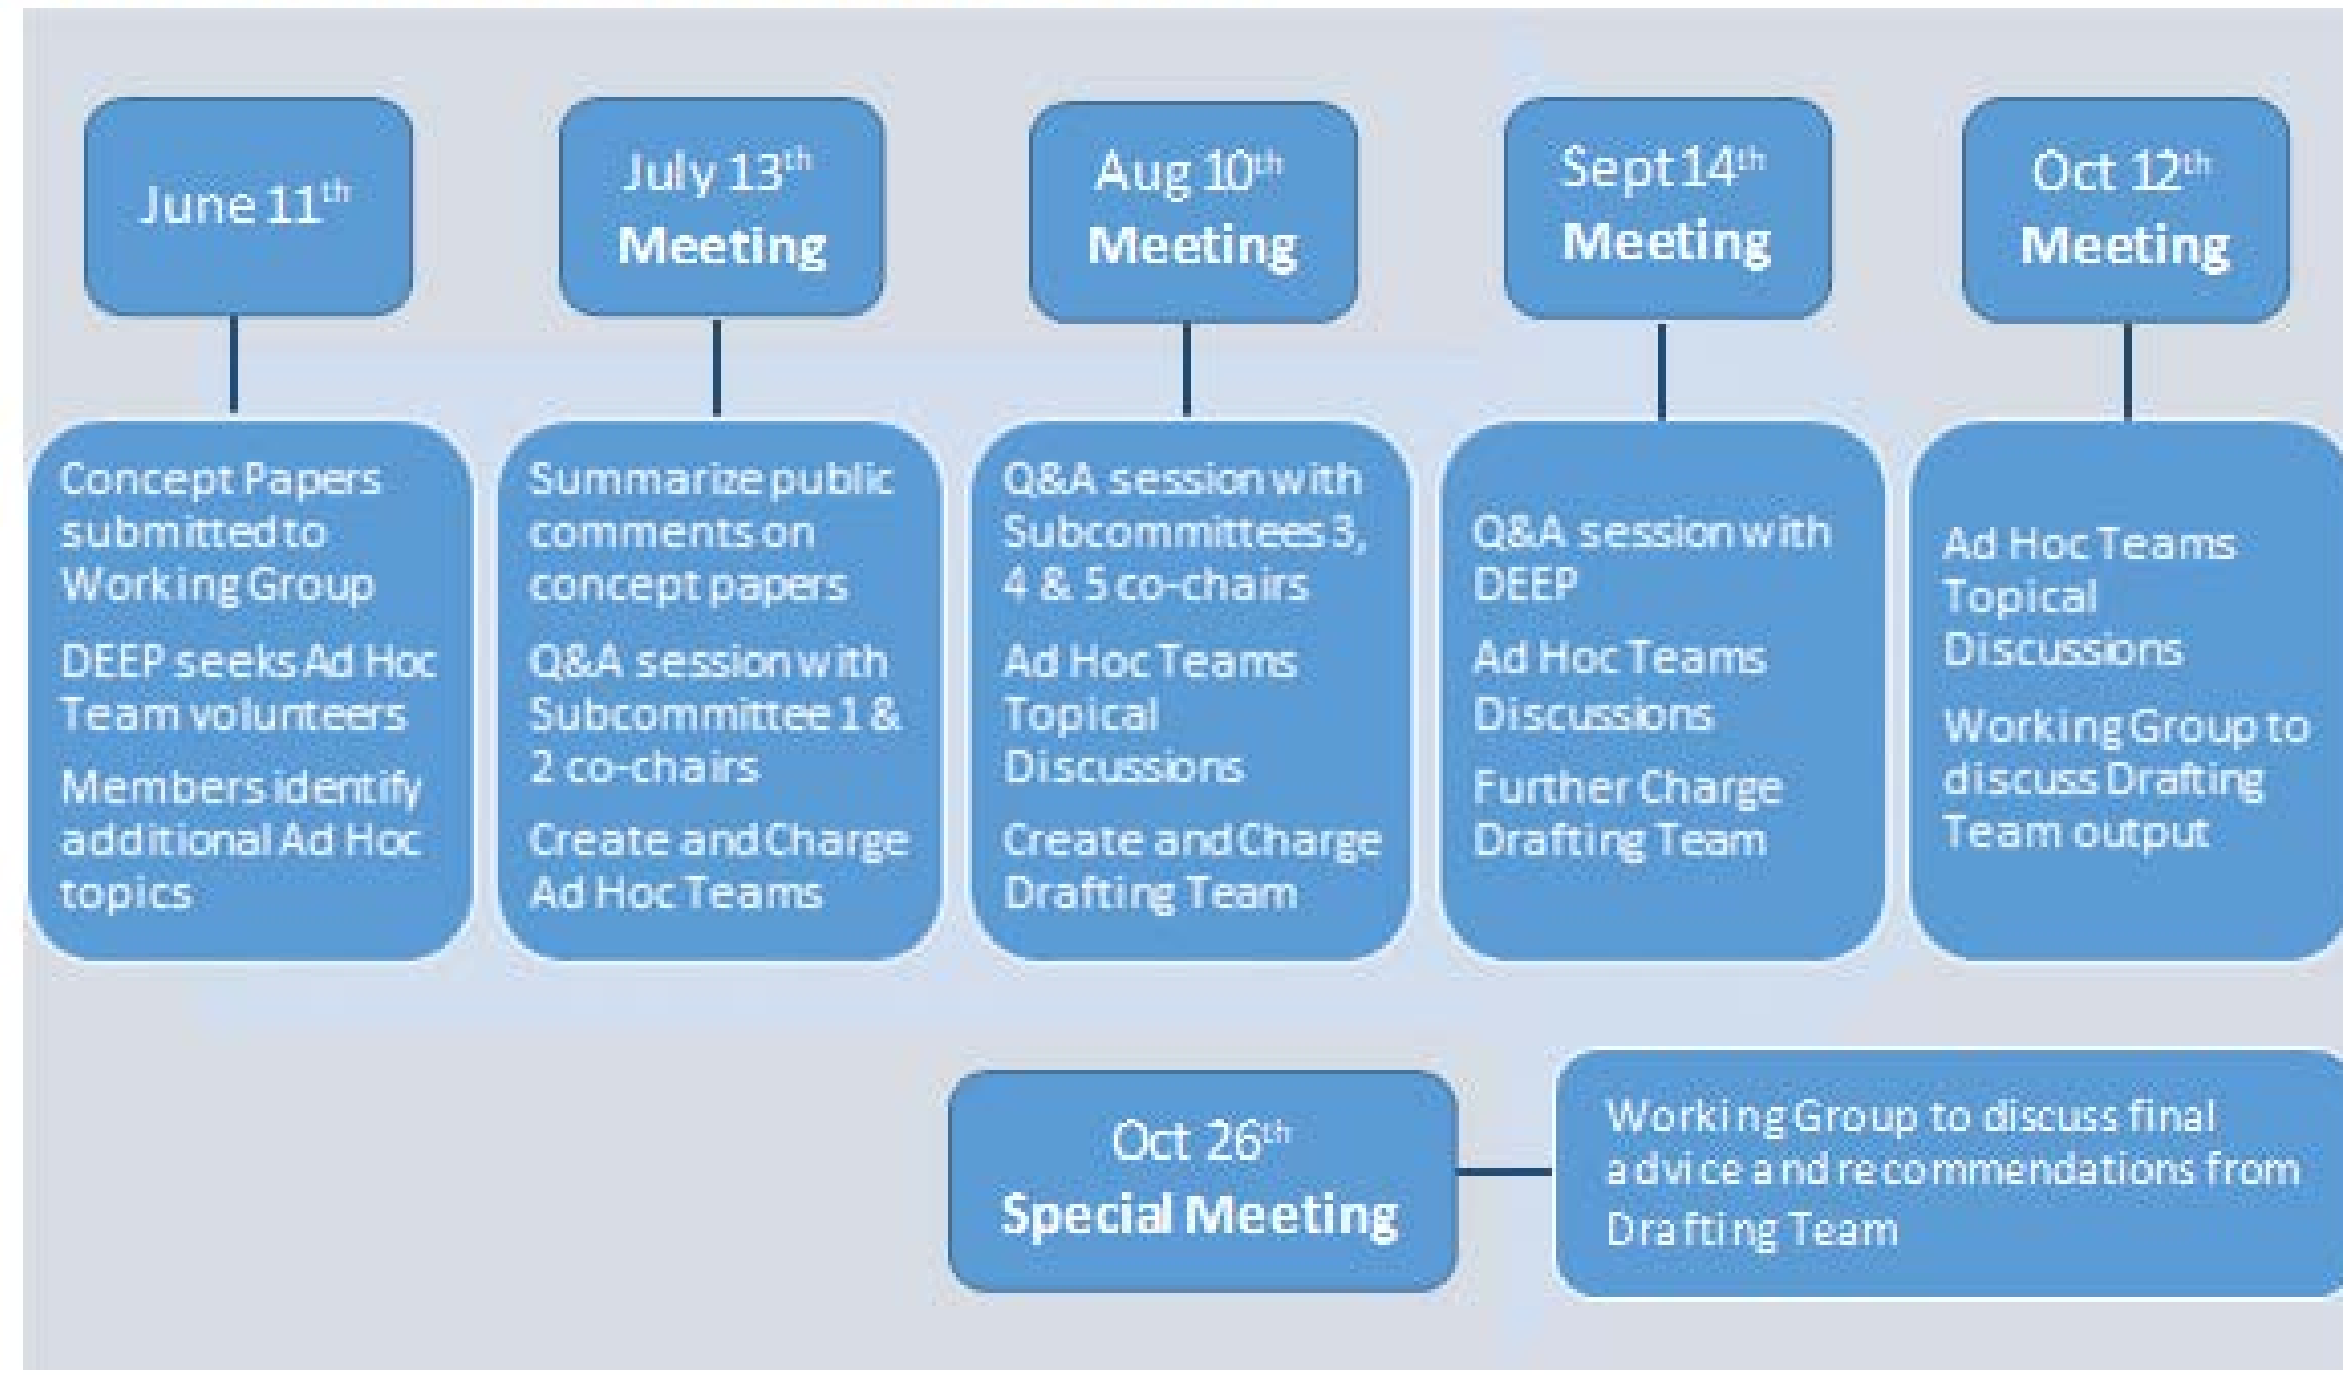 June 11th
July 13th
Meeting
Aug 10th
Meeting
Sept 14th
Meeting
Oct 12th
Meeting
Concept Papers
submitted to
Working Group
DEEP seeks Ad Hoc
Team volunteers
Members identify
additional Ad Hoc
topics
Summarize public
comments on
concept papers
Q&A session with
Subcommittee 1 &
2 co-chairs
Create and Charge
Ad Hoc Teams
Q&A session with
Subcommittees 3,
4 & 5 co-chairs
Ad Hoc Teams
Topical
Discussions
Create and Charge
Drafting Team
Q&A session with
DEEP
Ad Hoc Teams
Discussions
Further Charge
Drafting Team
Ad Hoc Teams
Topical
Discussions
Working Group to
discuss Drafting
Team output
Oct 26th
Special Meeting
Working Group to discuss final
advice and recommendations from
Drafting Team